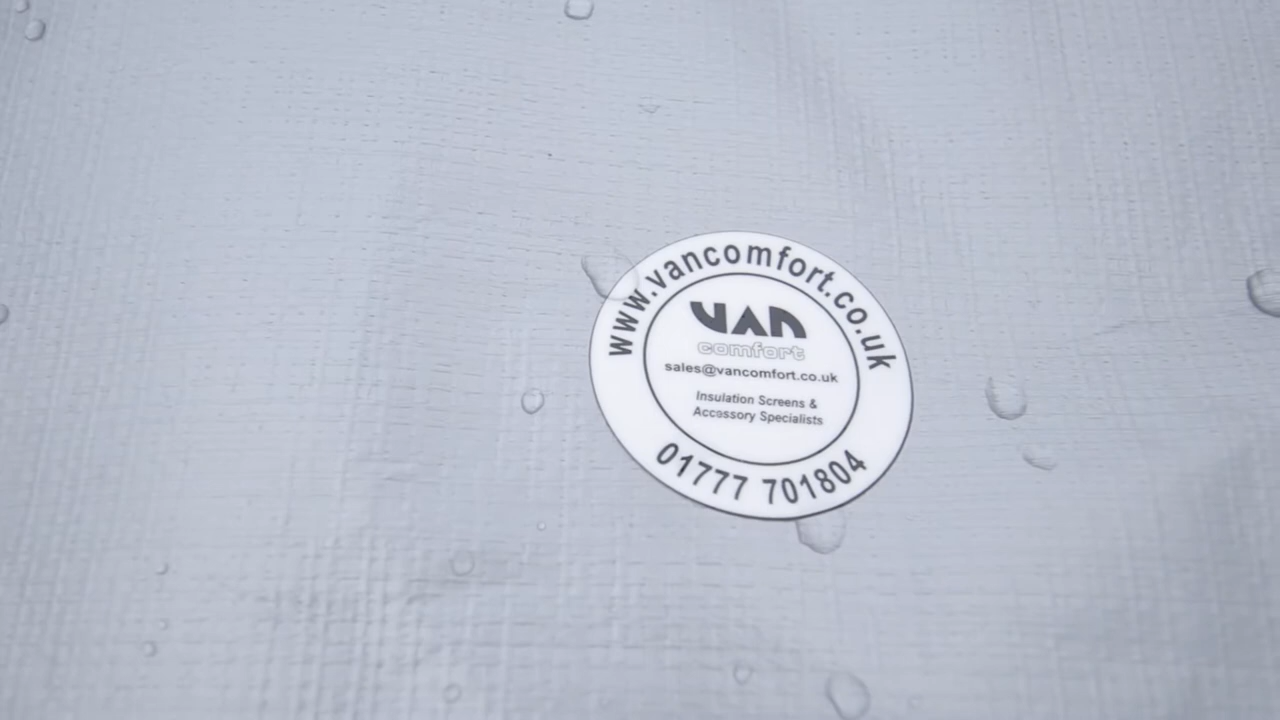 www.vancomfort.co.uk
VAN
comfort
sales@vancomfort.co.uk
Insulation Screens &
Accessory Specialists
01777 701804